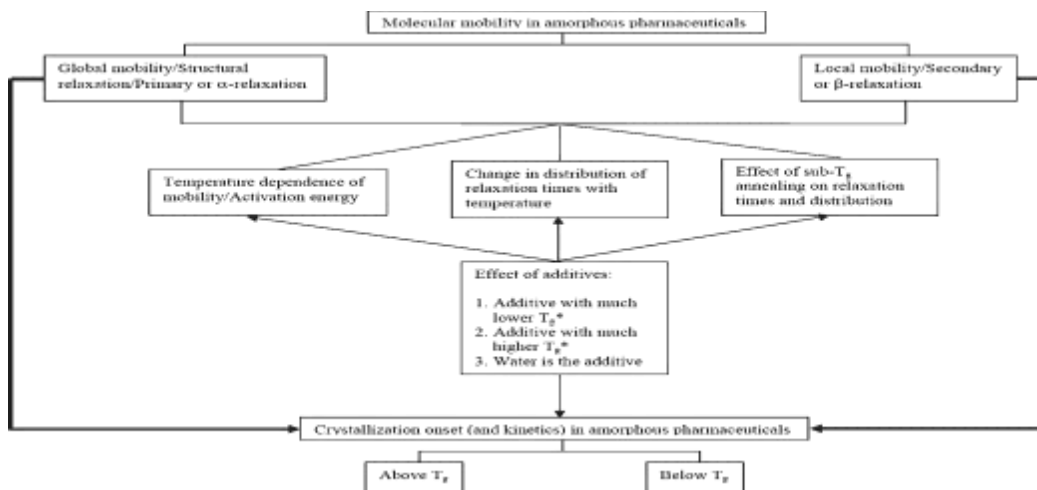 Molecular mobility in amorphous pharmaceuticals
Global mobility/Structural
relaxation/Primary or α-relaxation
Local mobility/Secondary
or β-relaxation
Temperature dependence of
mobility/Activation energy
Change in distribution of
relaxation times with
temperature
Effect of sub-Tg
annealing on relaxation
times and distribution
Effect of additives:
1. Additive with much
lower Tg*
2. Additive with much
higher Tg*
3. Water is the additive
Crystallization onset (and kinetics) in amorphous pharmaceuticals
Above Tg
Below Tg